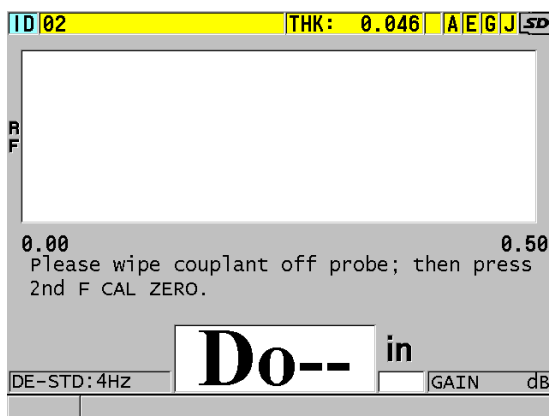 ID 02 THK: 0.046 A E G J SD
RF
0.00 0.50
Please wipe couplant off probe; then press
2nd F CAL ZERO.
Do-- in
DE-STD:4Hz GAIN dB